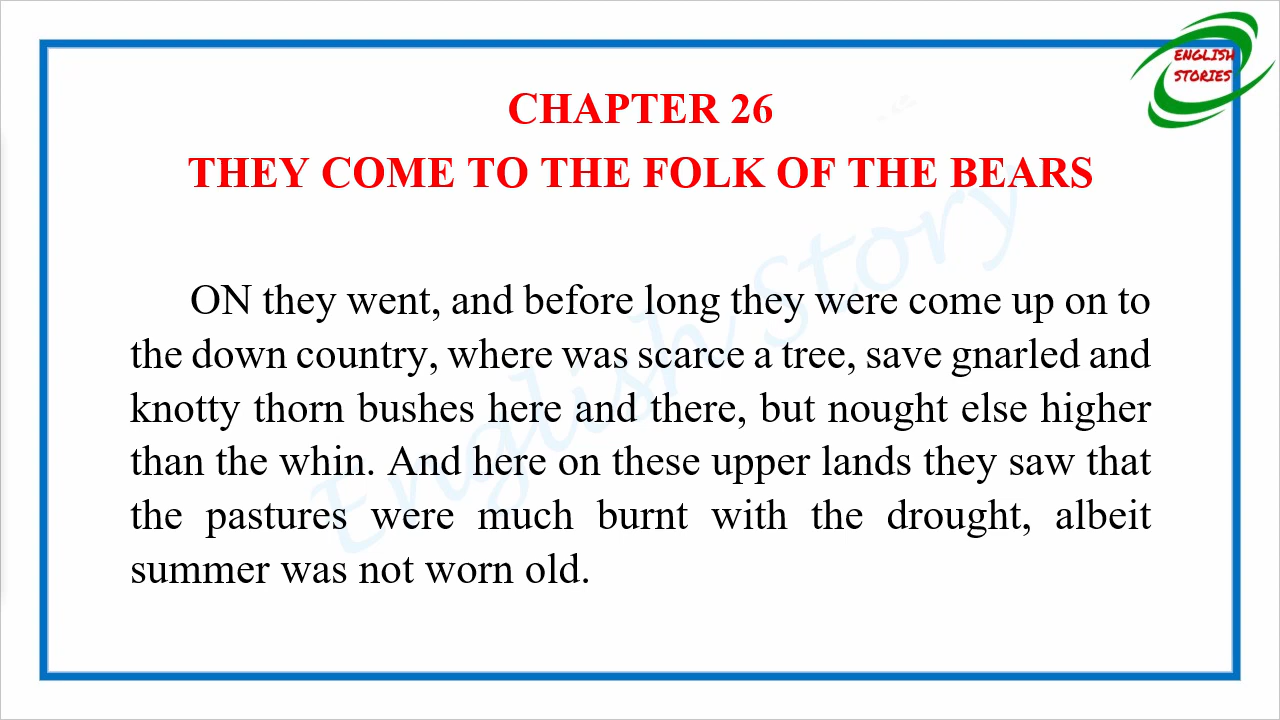 ENGLISH
STORIES
CHAPTER 26
THEY COME TO THE FOLK OF THE BEARS
ON they went, and before long they were come up on to
the down country, where was scarce a tree, save gnarled and
knotty thorn bushes here and there, but nought else higher
than the whin. And here on these upper lands they saw that
the pastures were much burnt with the drought, albeit
summer was not worn old.
English Story